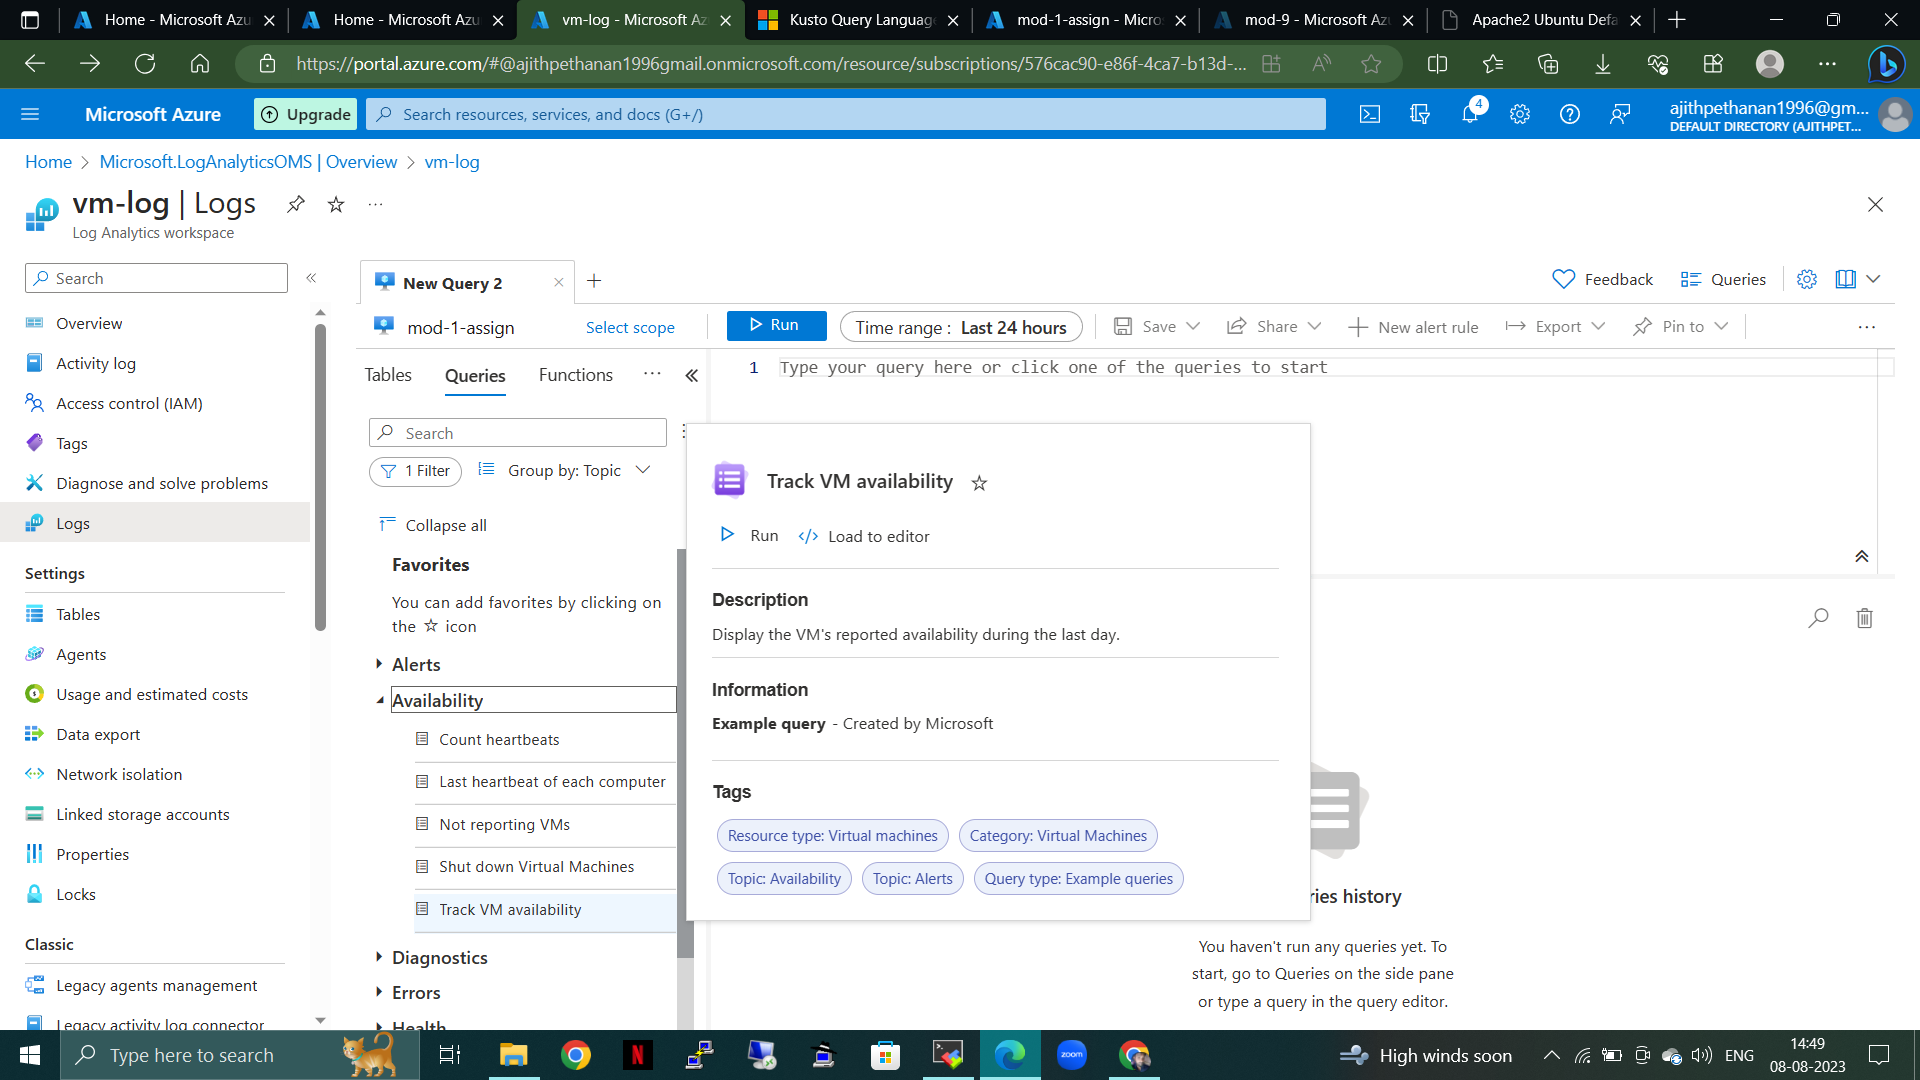 Home - Microsoft Azu
Home - Microsoft Azu
vm-log - Microsoft Az
Kusto Query Language
mod-1-assign - Micros
mod-9 - Microsoft Az
Apache2 Ubuntu Defa
https://portal.azure.com/#@ajithpethanan1996gmail.onmicrosoft.com/resource/subscriptions/576cac90-e86f-4ca7-b13d-...
Microsoft Azure
Upgrade
Search resources, services, and docs (G+/)
4
ajithpethanan1996@gm...
DEFAULT DIRECTORY (AJITHPET...
Home > Microsoft.LogAnalyticsOMS | Overview > vm-log
vm-log | Logs
Log Analytics workspace
Search
Overview
Activity log
Access control (IAM)
Tags
Diagnose and solve problems
Logs
Settings
Tables
Agents
Usage and estimated costs
Data export
Network isolation
Linked storage accounts
Properties
Locks
Classic
Legacy agents management
Legacy activity log connector
New Query 2
Feedback
Queries
mod-1-assign
Select scope
Run
Time range : Last 24 hours
Save
Share
New alert rule
Export
Pin to
Tables
Queries
Functions
1 Type your query here or click one of the queries to start
Search
1 Filter
Group by: Topic
Collapse all
Favorites
You can add favorites by clicking on
the ☆ icon
Alerts
Availability
Count heartbeats
Last heartbeat of each computer
Not reporting VMs
Shut down Virtual Machines
Track VM availability
Diagnostics
Errors
Health
Track VM availability
Run
Load to editor
Description
Display the VM's reported availability during the last day.
Information
Example query - Created by Microsoft
Tags
Resource type: Virtual machines
Category: Virtual Machines
Topic: Availability
Topic: Alerts
Query type: Example queries
ries history
You haven't run any queries yet. To
start, go to Queries on the side pane
or type a query in the query editor.
Type here to search
N
zoom
High winds soon
ENG
14:49
08-08-2023